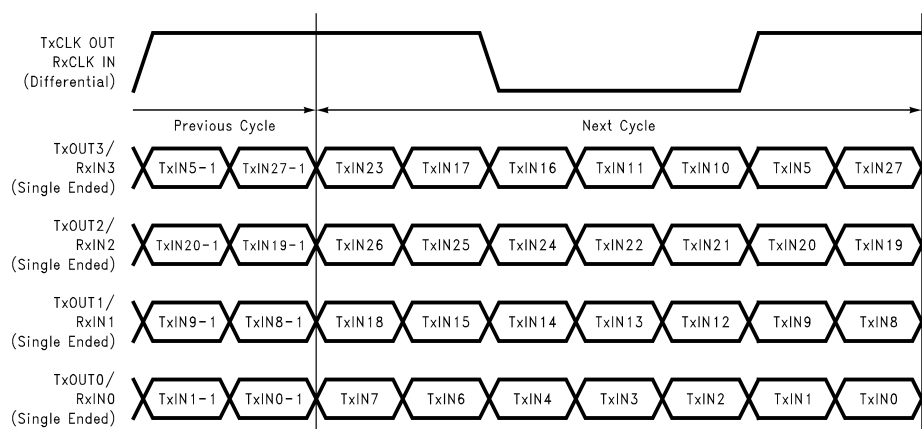 TxCLK OUT
RxCLK IN
(Differential)
Previous Cycle
Next Cycle
TxOUT3/
RxIN3
(Single Ended)
TxIN5-1 TxIN27-1 TxIN23 TxIN17 TxIN16 TxIN11 TxIN10 TxIN5 TxIN27
TxOUT2/
RxIN2
(Single Ended)
TxIN20-1 TxIN19-1 TxIN26 TxIN25 TxIN24 TxIN22 TxIN21 TxIN20 TxIN19
TxOUT1/
RxIN1
(Single Ended)
TxIN9-1 TxIN8-1 TxIN18 TxIN15 TxIN14 TxIN13 TxIN12 TxIN9 TxIN8
TxOUT0/
RxIN0
(Single Ended)
TxIN1-1 TxIN0-1 TxIN7 TxIN6 TxIN4 TxIN3 TxIN2 TxIN1 TxIN0